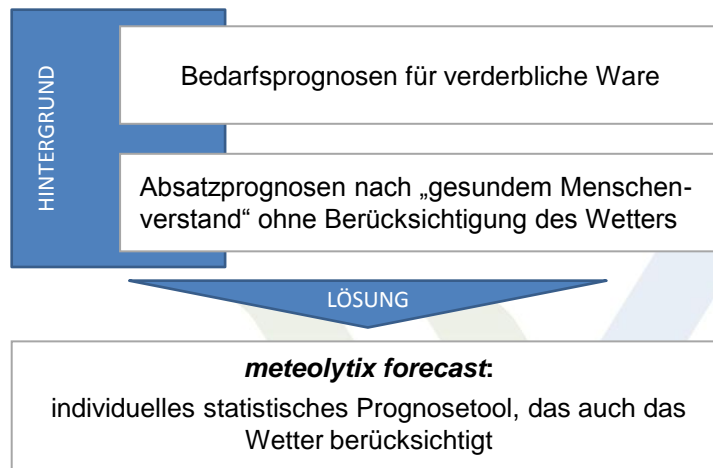 HINTERGRUND
Bedarfsprognosen für verderbliche Ware
Absatzprognosen nach „gesundem Menschen-
verstand“ ohne Berücksichtigung des Wetters
LÖSUNG
meteolytix forecast:
individuelles statistisches Prognosetool, das auch das
Wetter berücksichtigt